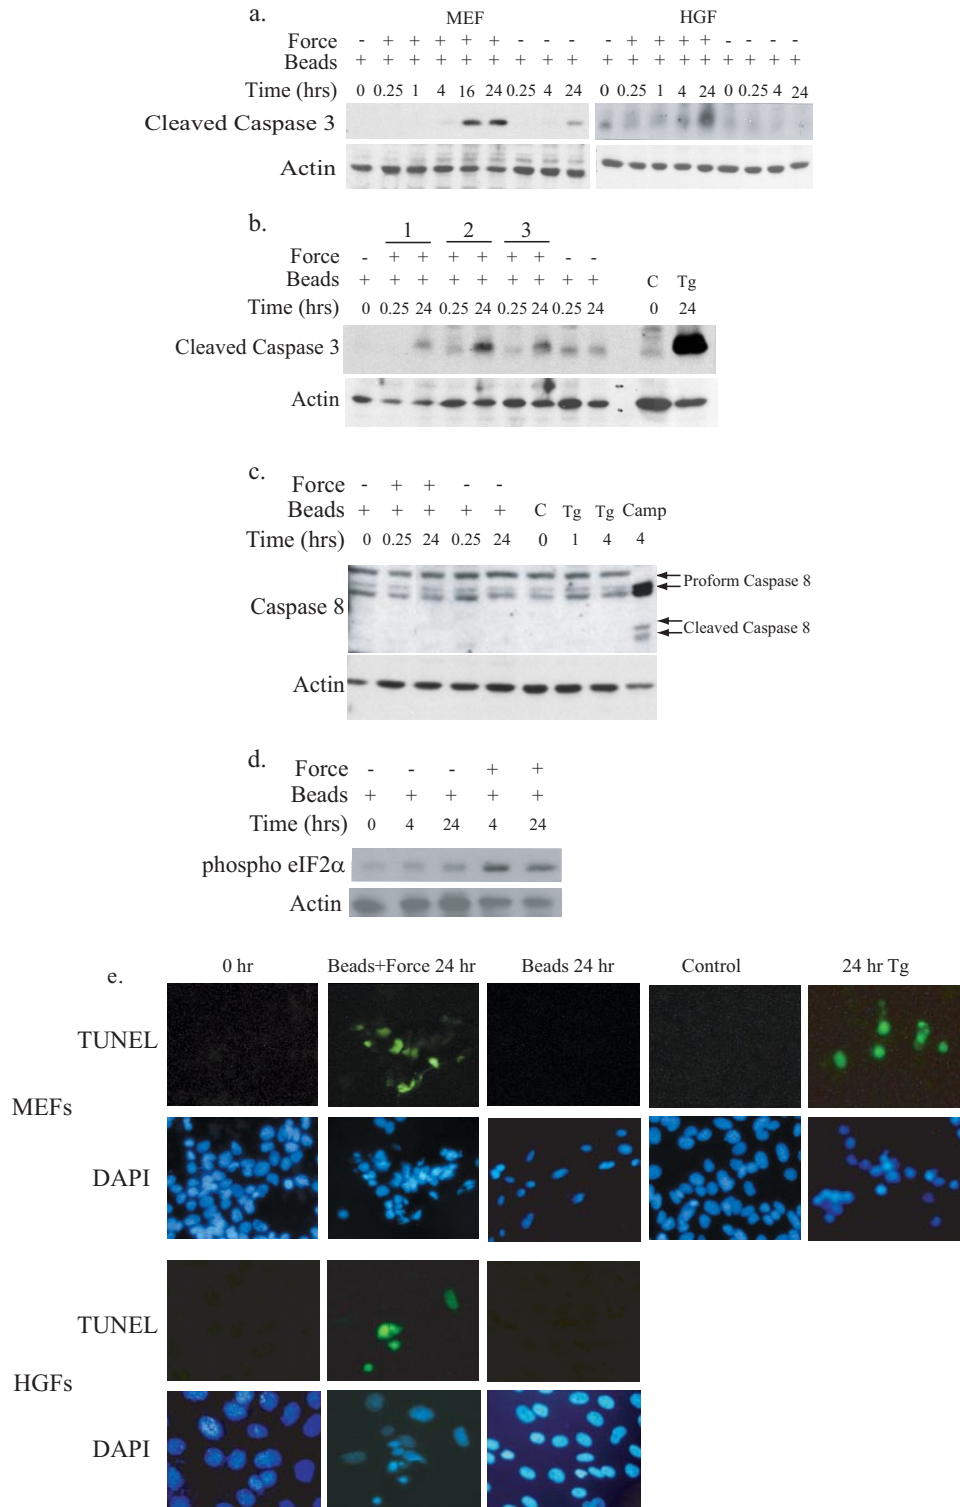 a.
MEF HGF
Force - + + + + + - - - - + + + + - - - -
Beads + + + + + + + + + + + + + + + + + +
Time (hrs) 0 0.25 1 4 16 24 0.25 4 24 0 0.25 1 4 24 0 0.25 4 24
Cleaved Caspase 3
Actin
b.
1 2 3
Force - + + + + + + - -
Beads + + + + + + + + + C Tg
Time (hrs) 0 0.25 24 0.25 24 0.25 24 0.25 24 0 24
Cleaved Caspase 3
Actin
c.
Force - + + - -
Beads + + + + + C Tg Tg Camp
Time (hrs) 0 0.25 24 0.25 24 0 1 4 4
Caspase 8
Proform Caspase 8
Cleaved Caspase 8
Actin
d.
Force - - - + +
Beads + + + + +
Time (hrs) 0 4 24 4 24
phospho eIF2α
Actin
e.
0 hr Beads+Force 24 hr Beads 24 hr Control 24 hr Tg
TUNEL
MEFs
DAPI
TUNEL
HGFs
DAPI